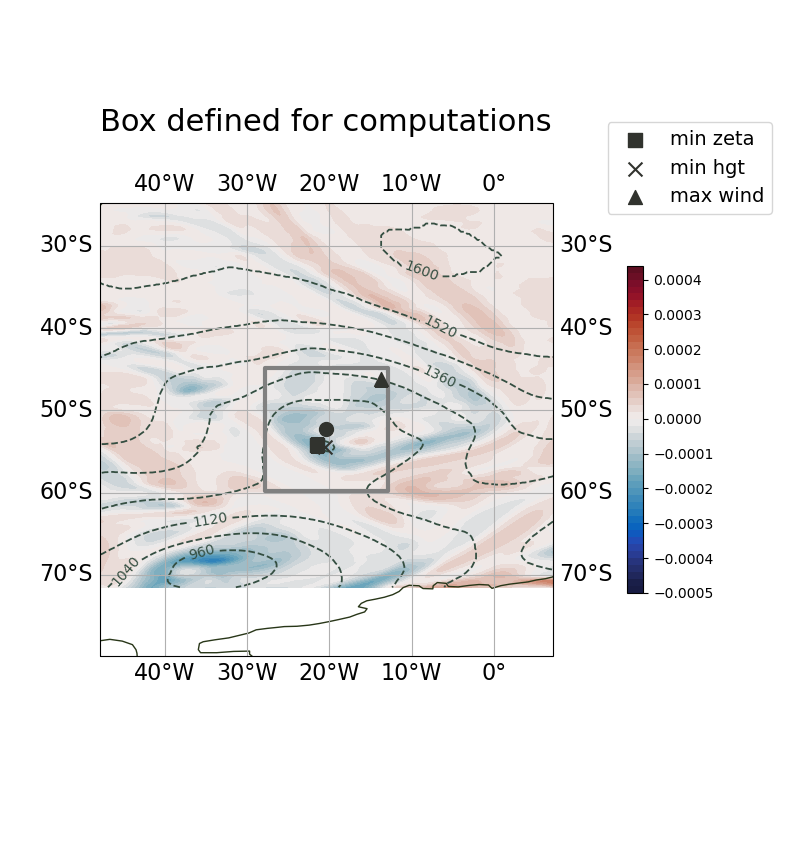 Box defined for computations
min zeta
min hgt
max wind
40°W 30°W 20°W 10°W 0°
30°S 30°S
1600
0.0004
0.0003
1520
40°S 40°S
0.0002
1360
0.0001
50°S 50°S
0.0000
−0.0001
60°S 60°S
−0.0002
1120
−0.0003
960
1040
70°S 70°S
−0.0004
−0.0005
40°W 30°W 20°W 10°W 0°